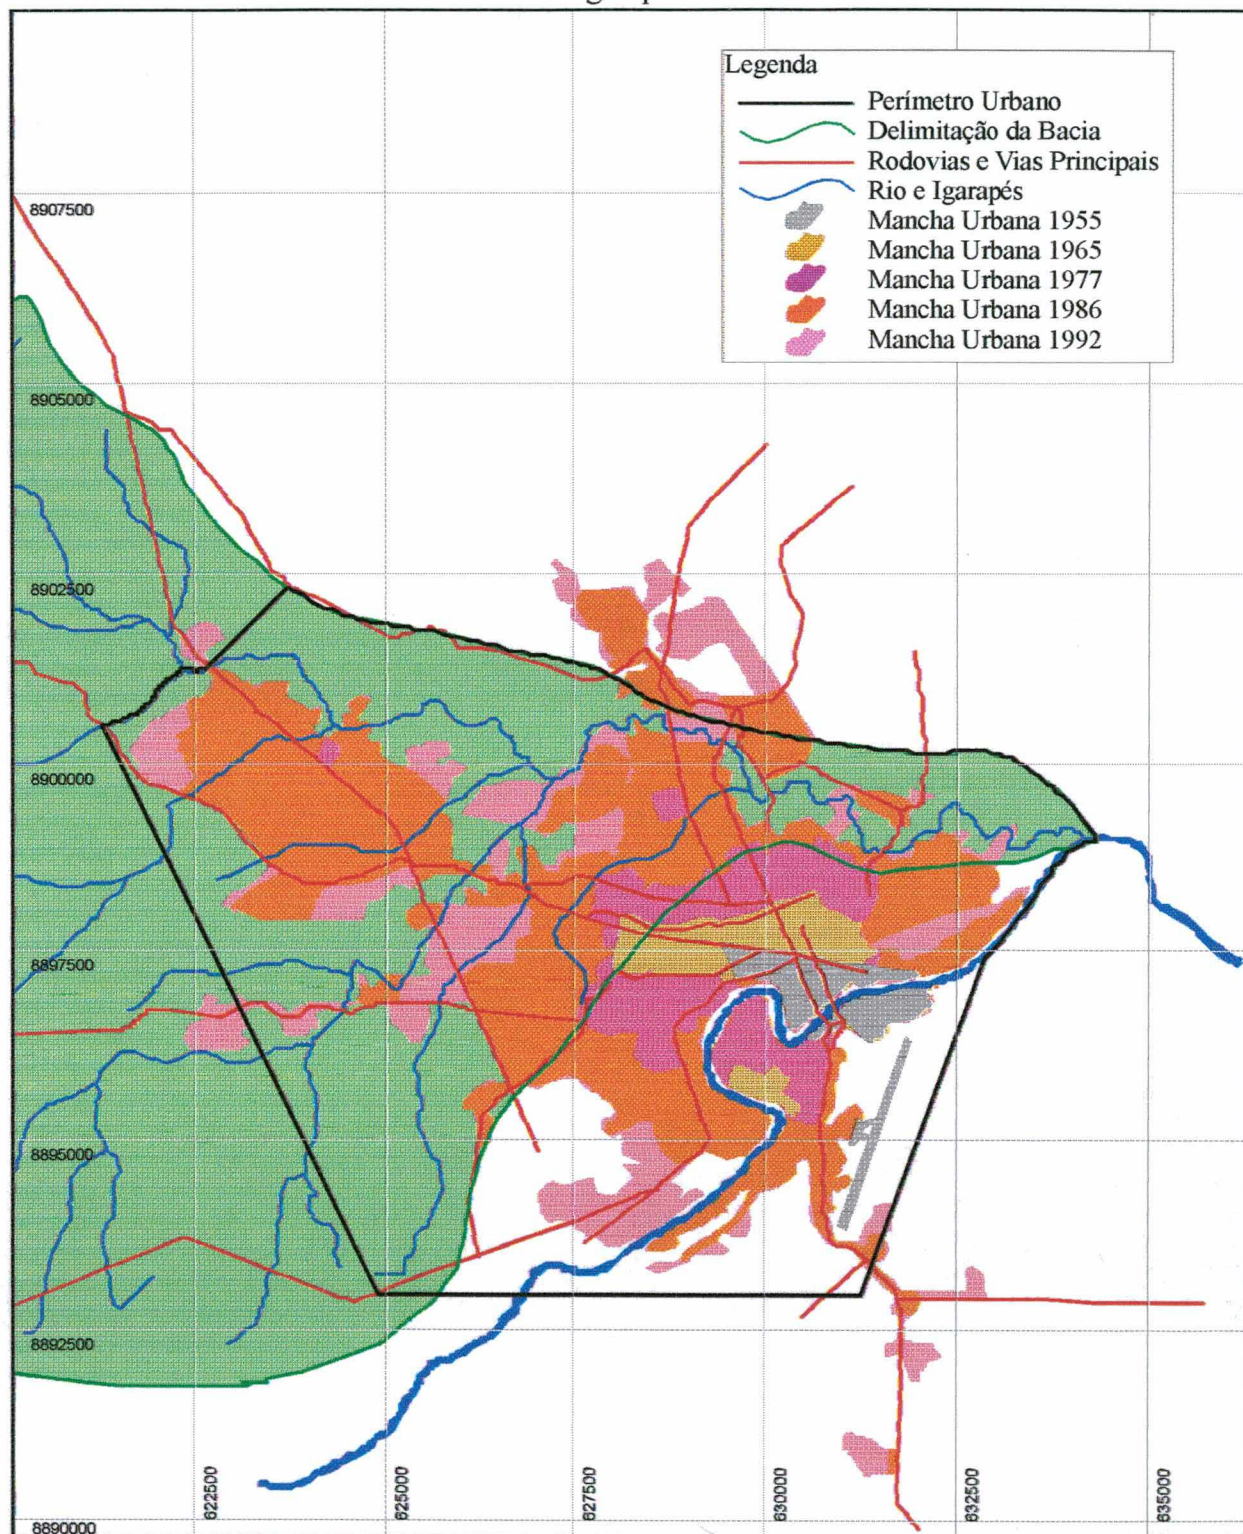 Legenda
Perímetro Urbano
Delimitação da Bacia
Rodovias e Vias Principais
Rio e Igarapés
Mancha Urbana 1955
Mancha Urbana 1965
Mancha Urbana 1977
Mancha Urbana 1986
Mancha Urbana 1992
8907500
8905000
8902500
8900000
8897500
8895000
8892500
8890000
622500
625000
627500
630000
632500
635000